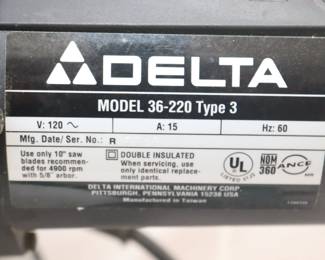 DELTA
MODEL 36-220 Type 3
V: 120 A: 15 Hz: 60
Mfg. Date/ Ser. No.: R
Use only 10" saw
blades recommen-
ded for 4900 rpm
with 5/8" arbor.
DOUBLE INSULATED
When servicing, use
only identical replace-
ment parts.
UL
LISTED
NOM
360
ANCE
DELTA INTERNATIONAL MACHINERY CORP.
PITTSBURGH, PENNSYLVANIA 15238 USA
Manufactured in Taiwan